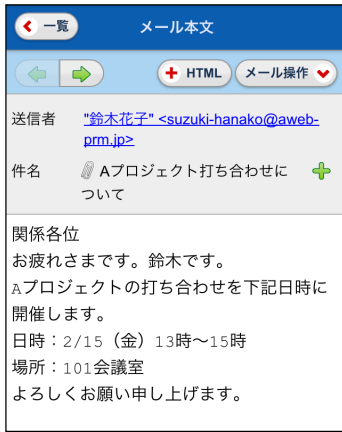 一覧
メール本文
HTML
メール操作
送信者 "鈴木花子" <suzuki-hanako@aweb-
prm.jp>
件名 Aプロジェクト打ち合わせに
ついて
関係各位
お疲れさまです。鈴木です。
Aプロジェクトの打ち合わせを下記日時に
開催します。
日時：2/15（金）13時～15時
場所：101会議室
よろしくお願い申し上げます。